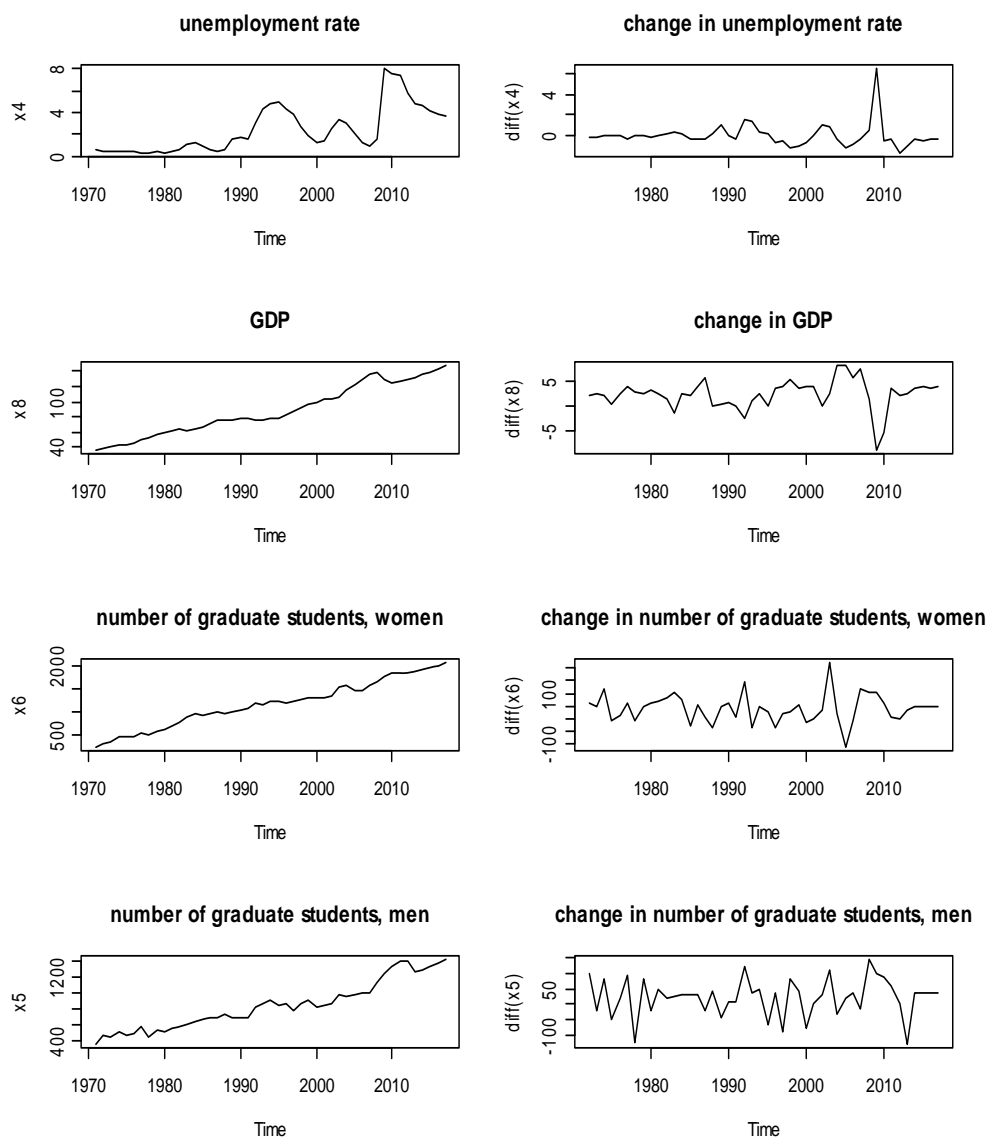 unemployment rate
x4
0 4 8
1970 1980 1990 2000 2010
Time
change in unemployment rate
diff(x4)
0 4
1980 1990 2000 2010
Time
GDP
x8
40 100
1970 1980 1990 2000 2010
Time
change in GDP
diff(x8)
-5 5
1980 1990 2000 2010
Time
number of graduate students, women
x6
500 2000
1970 1980 1990 2000 2010
Time
change in number of graduate students, women
diff(x6)
-100 100
1980 1990 2000 2010
Time
number of graduate students, men
x5
400 1200
1970 1980 1990 2000 2010
Time
change in number of graduate students, men
diff(x5)
-100 50
1980 1990 2000 2010
Time